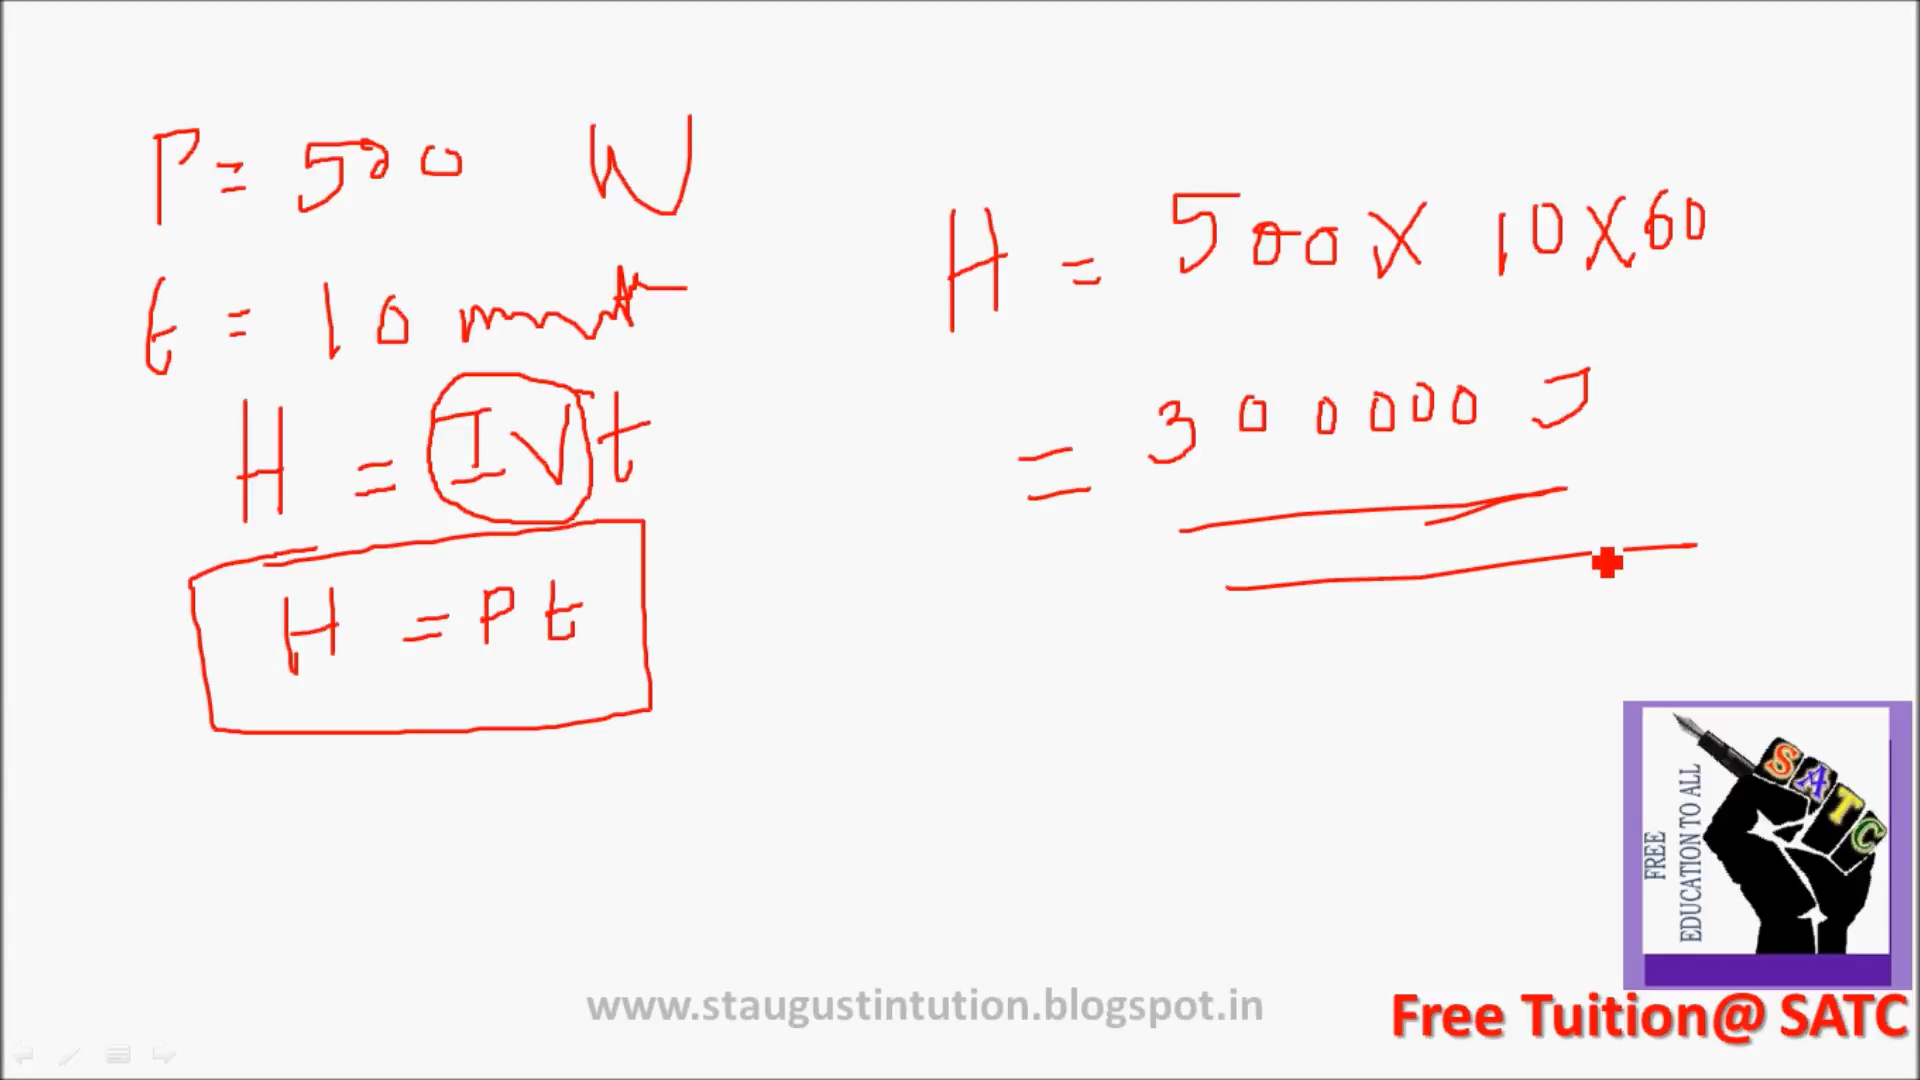 P = 500 W
t = 10 minut
H = IVt
H = Pt
H = 500 X 10 X 60
= 300000 J
FREE
EDUCATION TO ALL
SATC
www.staugustintution.blogspot.in
Free Tuition@ SATC